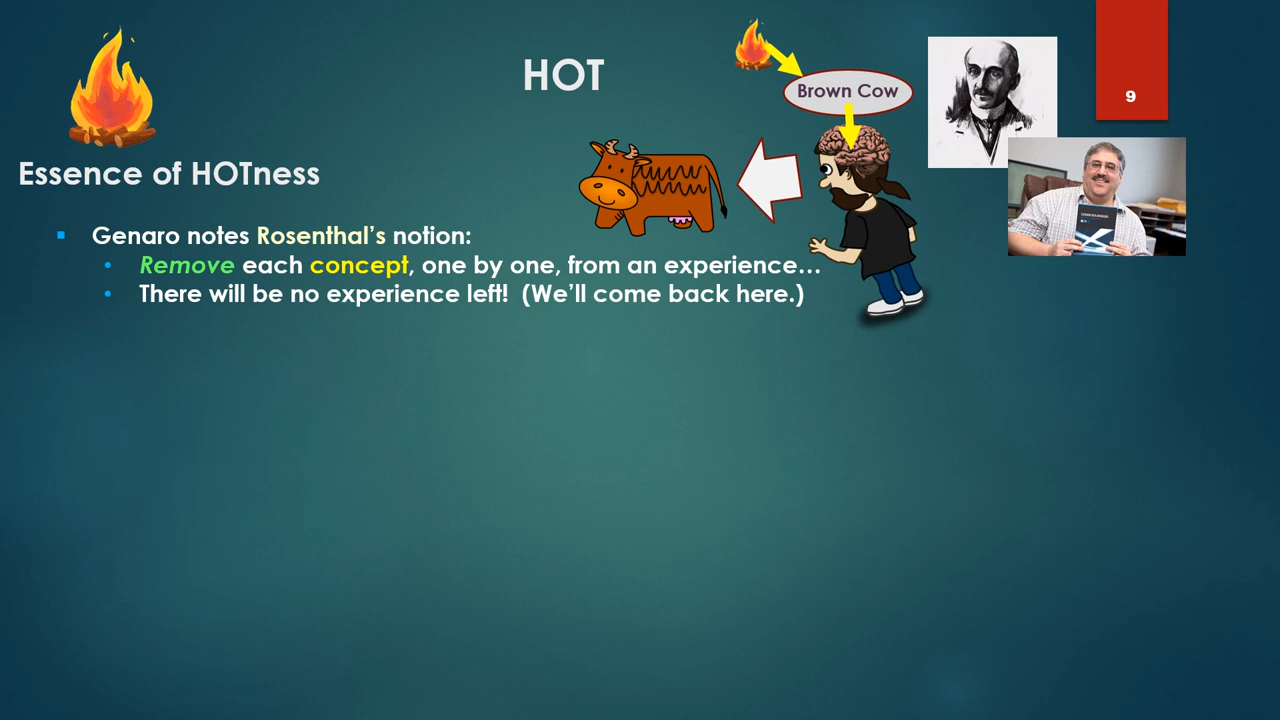 HOT
Brown Cow
9
Essence of HOTness
Genaro notes Rosenthal's notion:
Remove each concept, one by one, from an experience…
There will be no experience left! (We'll come back here.)
CONSCIOUSNESS